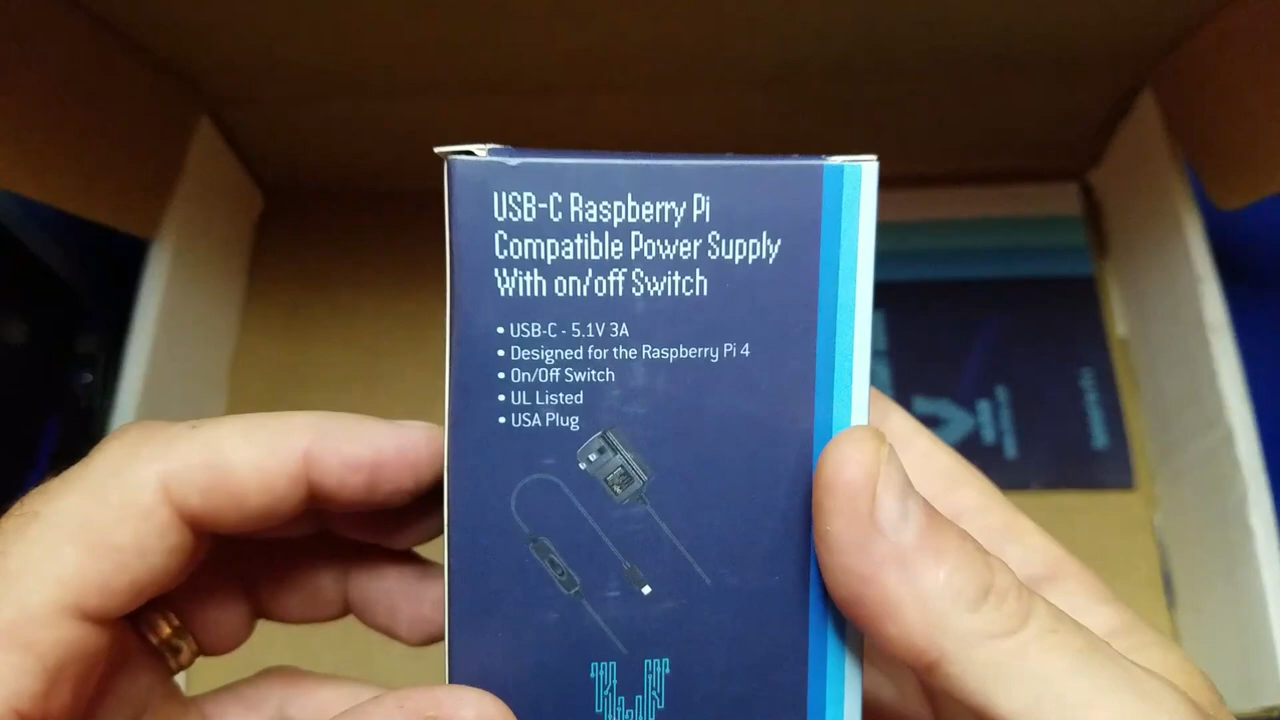 USB-C Raspberry Pi
Compatible Power Supply
With on/off Switch
• USB-C - 5.1V 3A
• Designed for the Raspberry Pi 4
• On/Off Switch
• UL Listed
• USA Plug